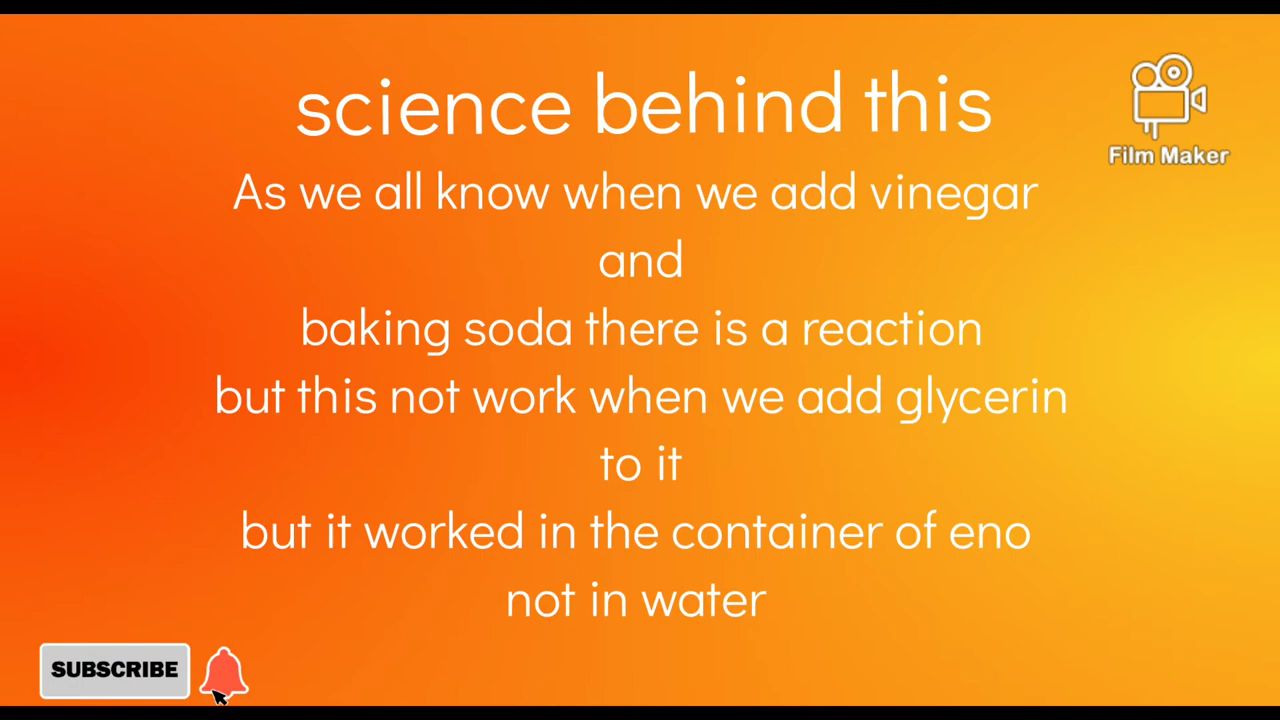 science behind this
Film Maker
As we all know when we add vinegar
and
baking soda there is a reaction
but this not work when we add glycerin
to it
but it worked in the container of eno
not in water
SUBSCRIBE